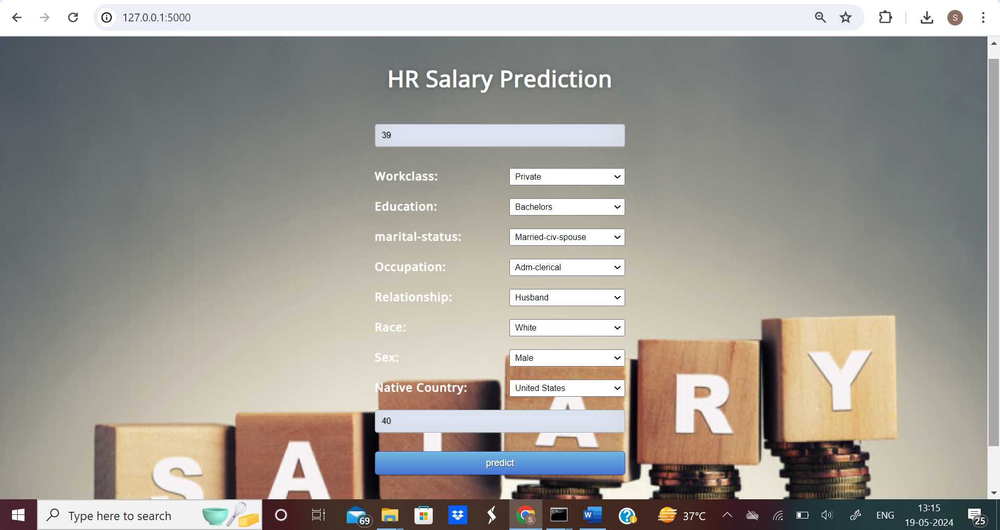 127.0.0.1:5000
S
HR Salary Prediction
39
Workclass: Private
Education: Bachelors
marital-status: Married-civ-spouse
Occupation: Adm-clerical
Relationship: Husband
Race: White
Sex: Male
Native Country: United States
40
predict
S A L A R Y
Type here to search
69
S
W
37°C
ENG
13:15
19-05-2024
25